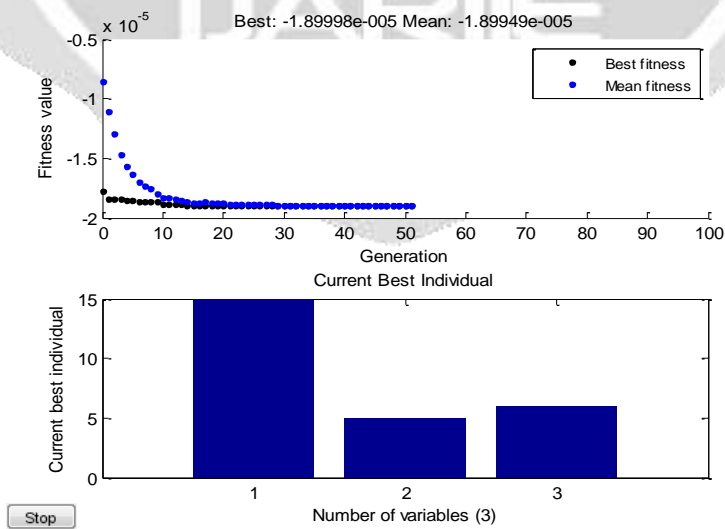 Best: -1.89998e-005 Mean: -1.89949e-005
x 10^-5
Fitness value
-0.5
-1
-1.5
-2
Best fitness
Mean fitness
0 10 20 30 40 50 60 70 80 90 100
Generation
Current Best Individual
Current best individual
15
10
5
0
1 2 3
Number of variables (3)
Stop